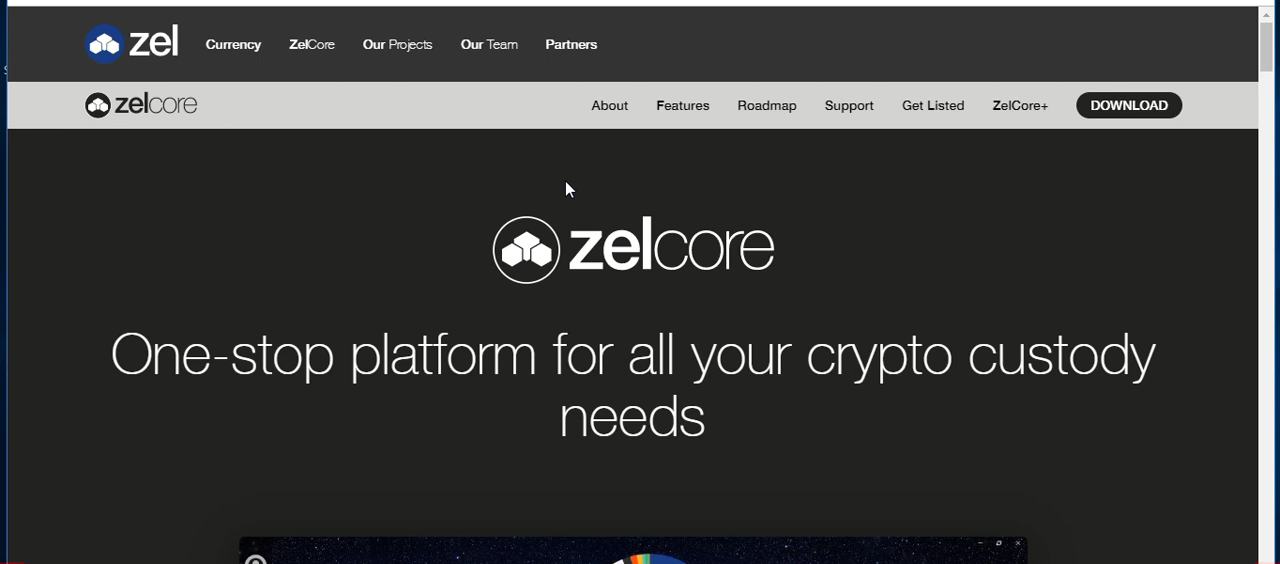 zel Currency ZelCore Our Projects Our Team Partners
zelcore About Features Roadmap Support Get Listed ZelCore+ DOWNLOAD
zelcore
One-stop platform for all your crypto custody
needs